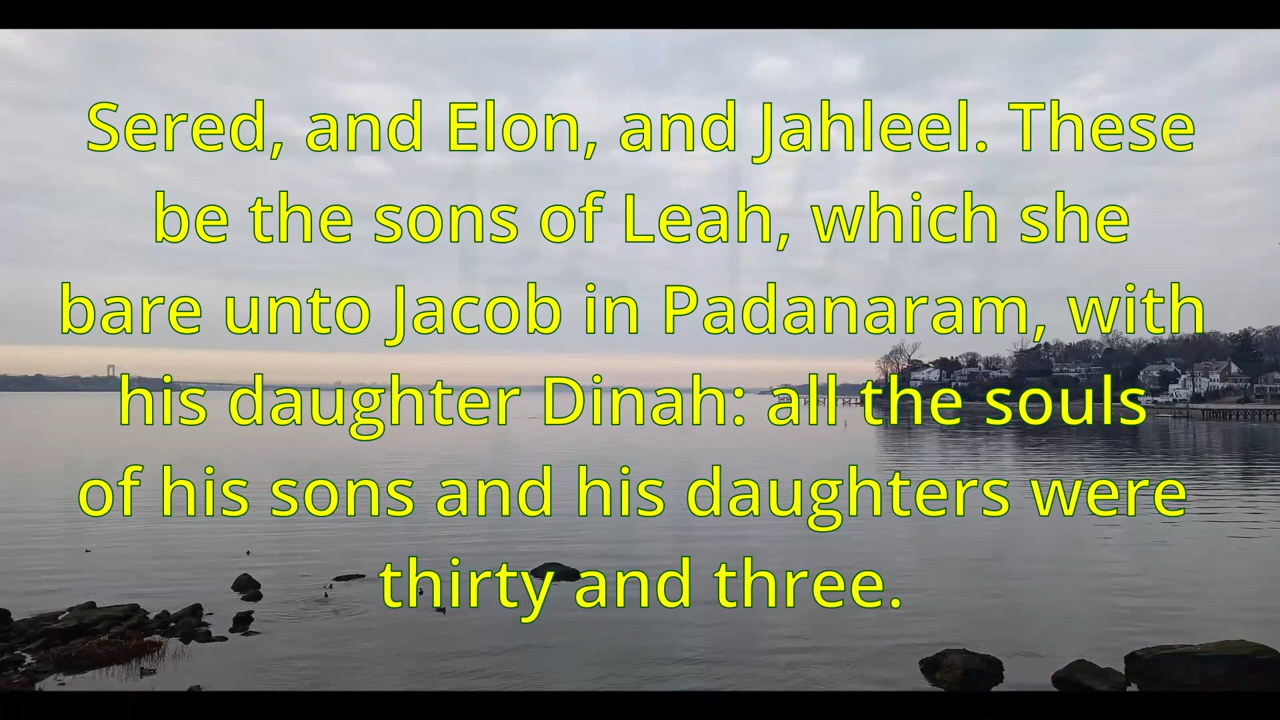 Sered, and Elon, and Jahleel. These
be the sons of Leah, which she
bare unto Jacob in Padanaram, with
his daughter Dinah: all the souls
of his sons and his daughters were
thirty and three.